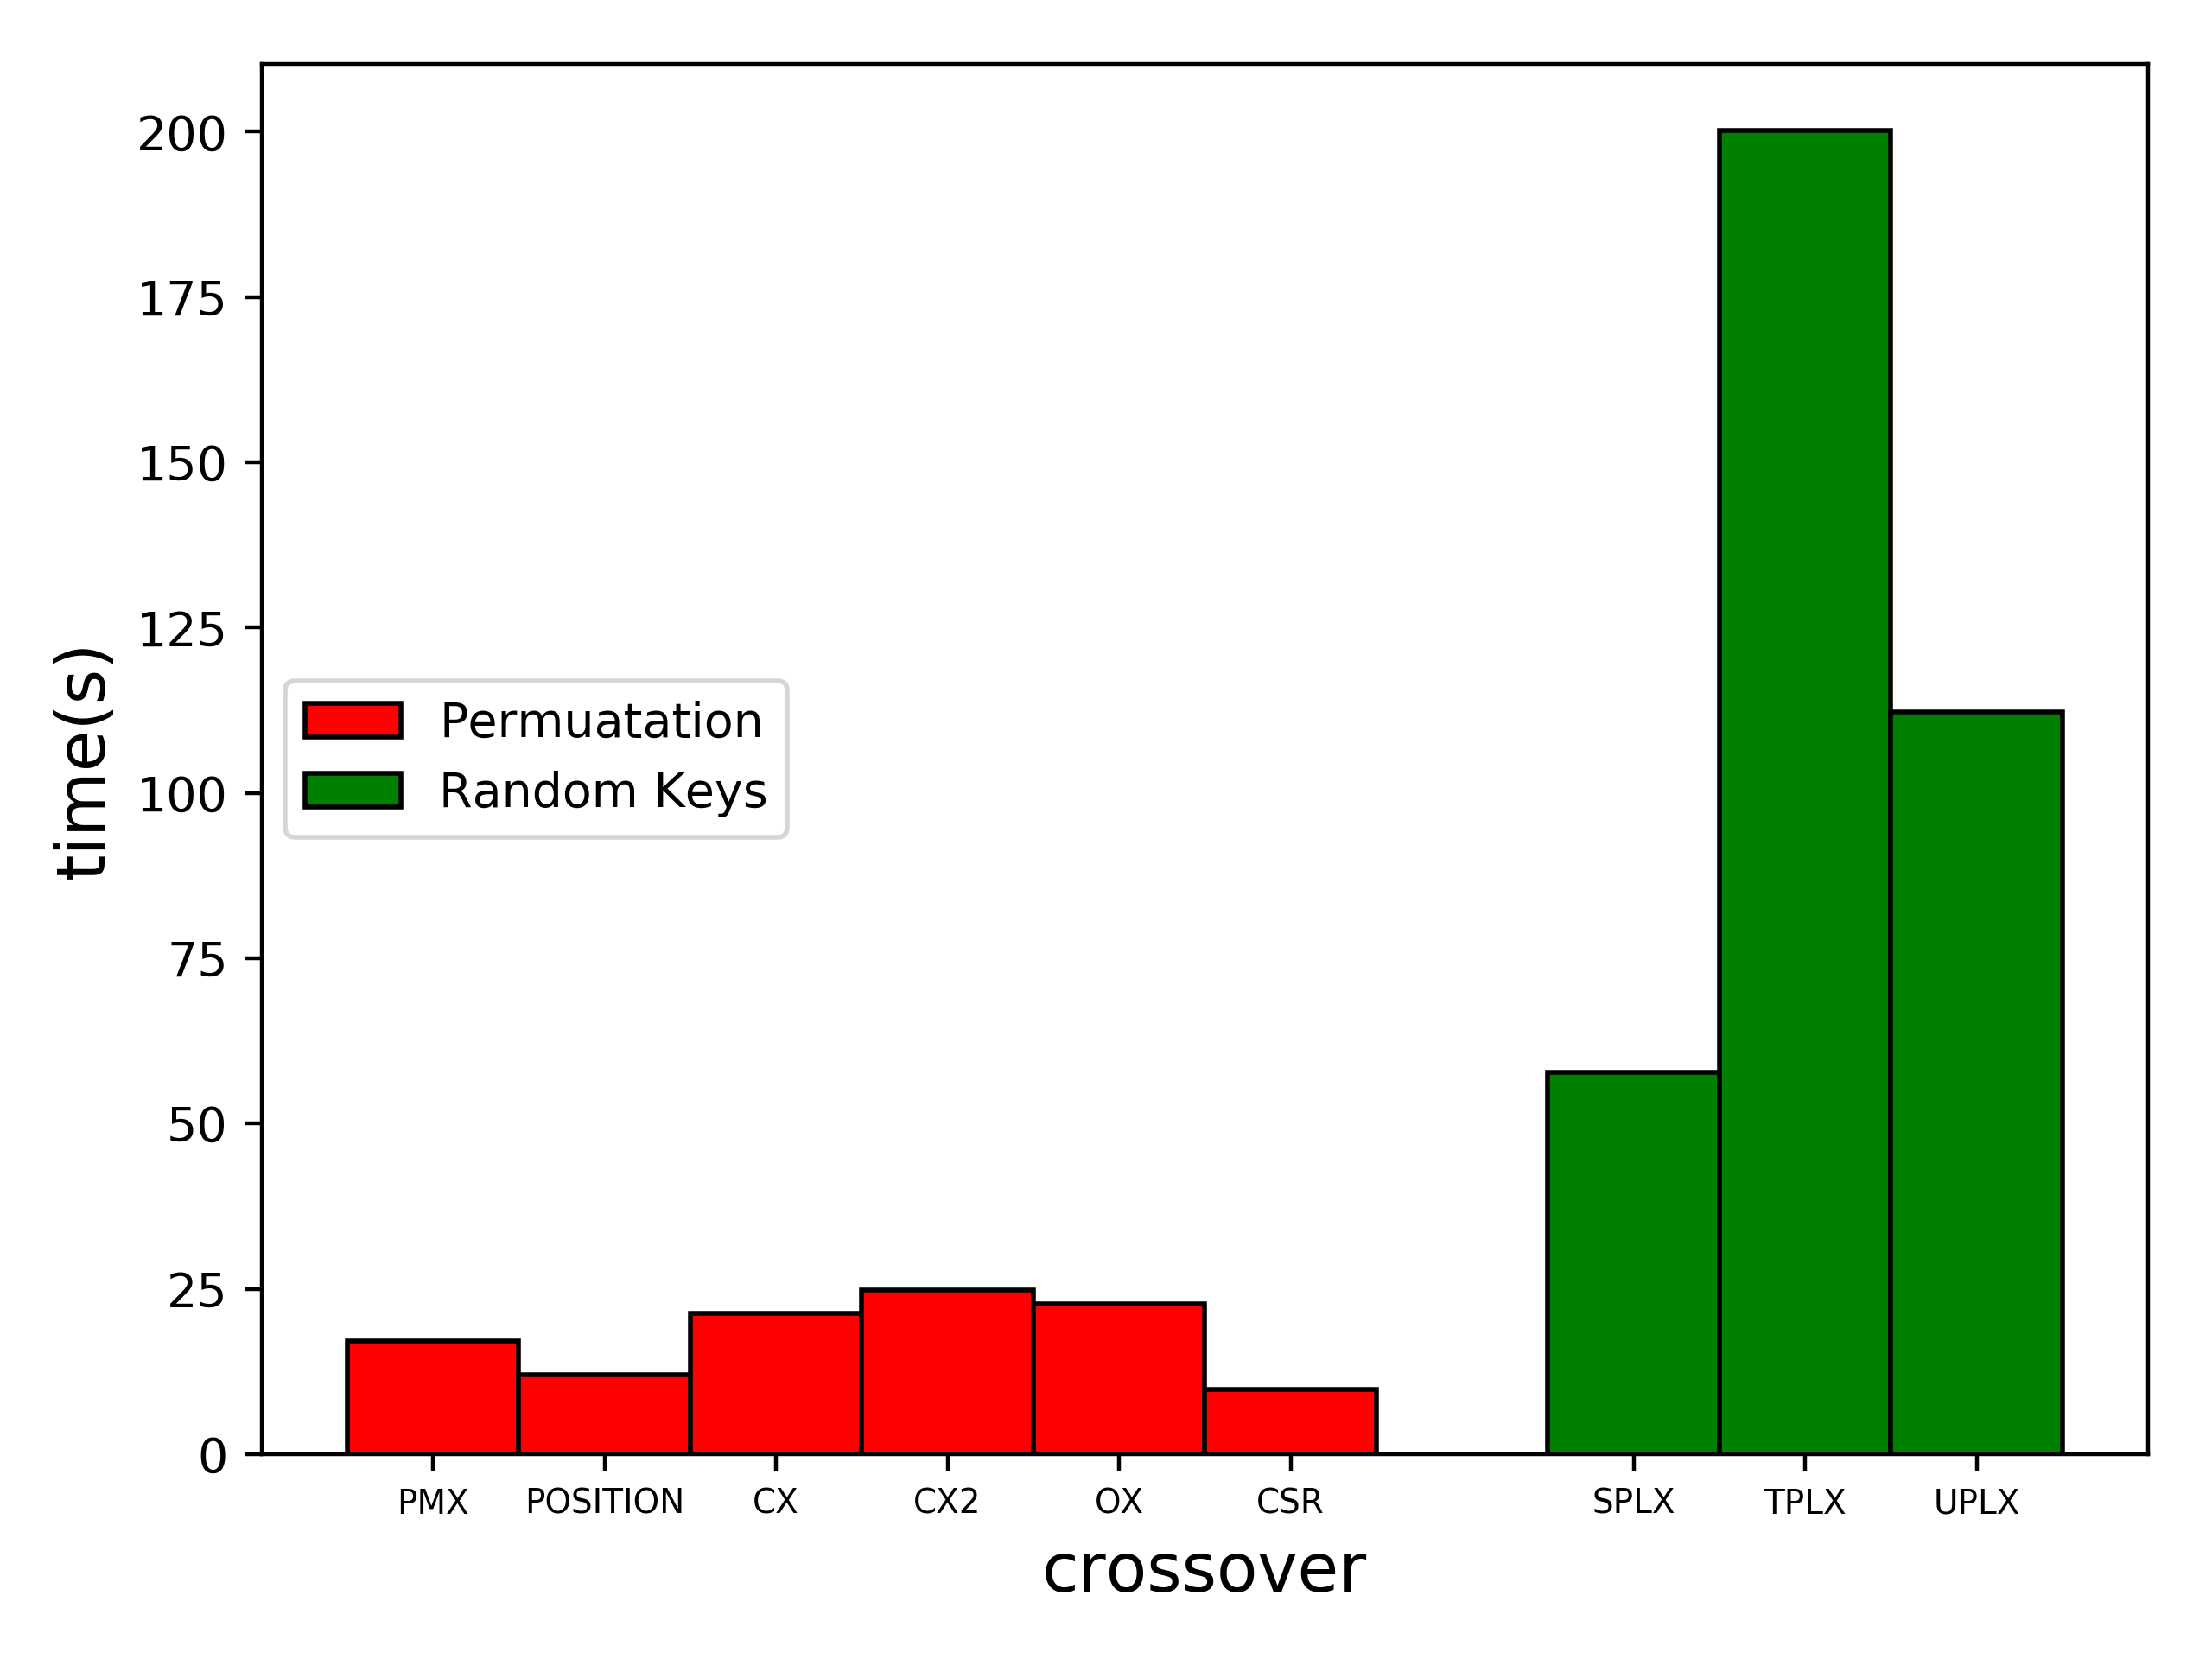 200
175
150
125
100
75
50
25
0
time(s)
Permuatation
Random Keys
PMX POSITION CX CX2 OX CSR SPLX TPLX UPLX
crossover